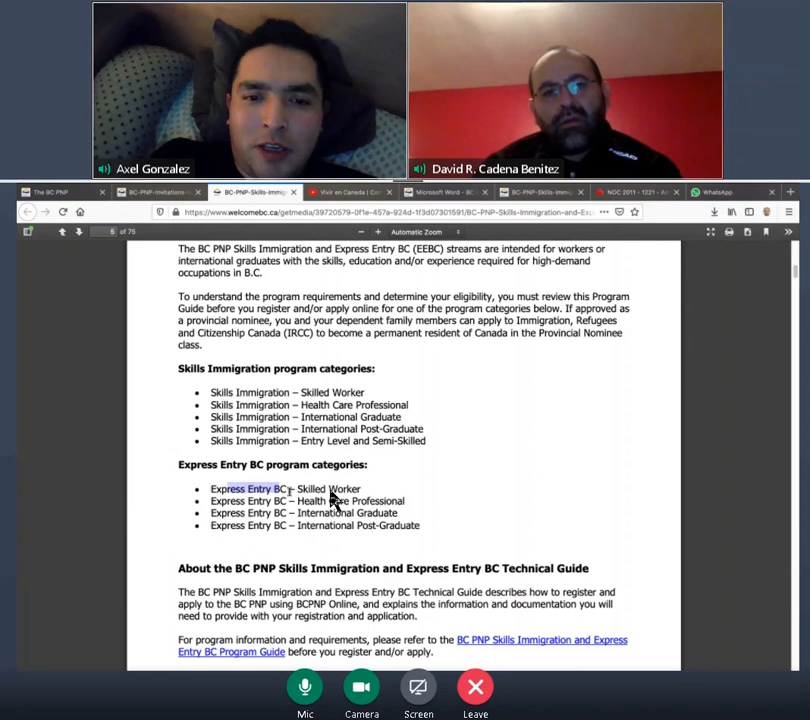 Axel Gonzalez
David R. Cadena Benitez
HEAD
The BC PNP
BC-PNP-Invitations-
BC-PNP-Skills-Immig
Vivir en Canada | Com
Microsoft Word - BC
BC-PNP-Skills-Immig
NOC 2011 - 1221 - A
WhatsApp
https://www.welcomebc.ca/getmedia/39720579-0f1e-457a-924d-1f3d07301591/BC-PNP-Skills-Immigration-and-Ex
5 of 75
Automatic Zoom
The BC PNP Skills Immigration and Express Entry BC (EEBC) streams are intended for workers or
international graduates with the skills, education and/or experience required for high-demand
occupations in B.C.
To understand the program requirements and determine your eligibility, you must review this Program
Guide before you register and/or apply online for one of the program categories below. If approved as
a provincial nominee, you and your dependent family members can apply to Immigration, Refugees
and Citizenship Canada (IRCC) to become a permanent resident of Canada in the Provincial Nominee
class.
Skills Immigration program categories:
• Skills Immigration – Skilled Worker
• Skills Immigration – Health Care Professional
• Skills Immigration – International Graduate
• Skills Immigration – International Post-Graduate
• Skills Immigration – Entry Level and Semi-Skilled
Express Entry BC program categories:
• Express Entry BC – Skilled Worker
• Express Entry BC – Health Care Professional
• Express Entry BC – International Graduate
• Express Entry BC – International Post-Graduate
About the BC PNP Skills Immigration and Express Entry BC Technical Guide
The BC PNP Skills Immigration and Express Entry BC Technical Guide describes how to register and
apply to the BC PNP using BCPNP Online, and explains the information and documentation you will
need to provide with your registration and application.
For program information and requirements, please refer to the BC PNP Skills Immigration and Express
Entry BC Program Guide before you register and/or apply.
Mic
Camera
Screen
Leave